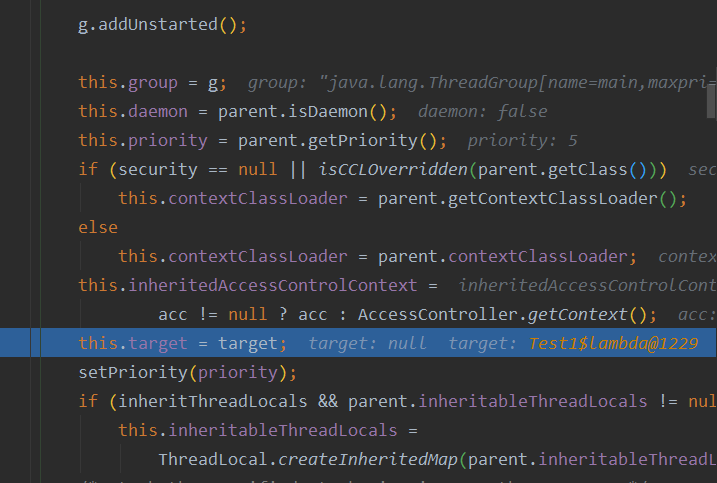 g.addUnstarted();
this.group = g; group: "java.lang.ThreadGroup[name=main,maxpri=
this.daemon = parent.isDaemon(); daemon: false
this.priority = parent.getPriority(); priority: 5
if (security == null || isCCLOverridden(parent.getClass())) sec
this.contextClassLoader = parent.getContextClassLoader();
else
this.contextClassLoader = parent.contextClassLoader; contex
this.inheritedAccessControlContext = inheritedAccessControlCont
acc != null ? acc : AccessController.getContext(); acc:
this.target = target; target: null target: Test1$lambda@1229
setPriority(priority);
if (inheritThreadLocals && parent.inheritableThreadLocals != nul
this.inheritableThreadLocals =
ThreadLocal.createInheritedMap(parent.inheritableThreadL